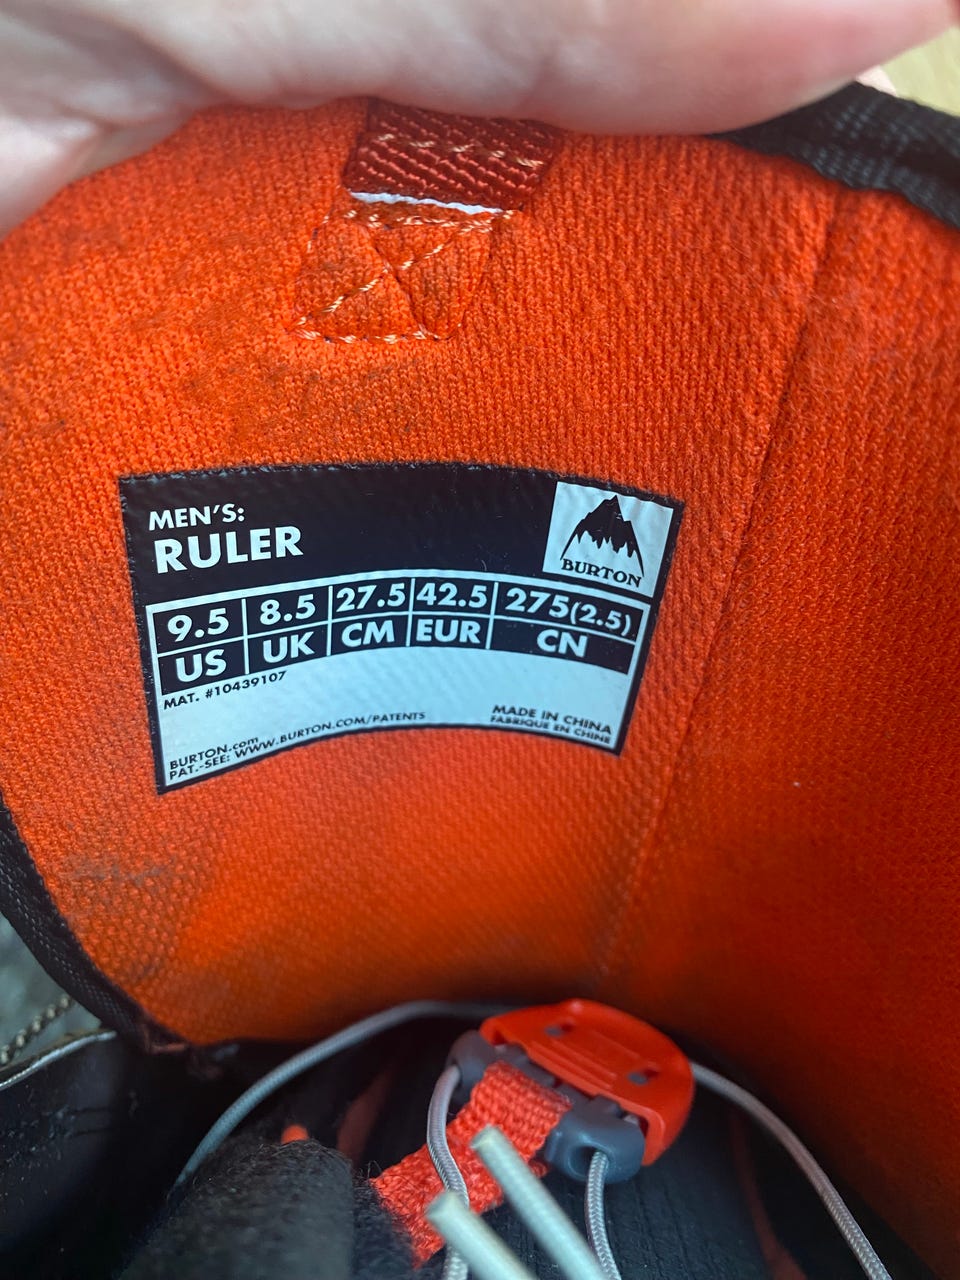 MEN'S:
RULER
BURTON
9.5 8.5 27.5 42.5 275(2.5)
US UK CM EUR CN
MAT. #10439107
MADE IN CHINA
FABRIQUE EN CHINE
BURTON.com
PAT.-SEE: WWW.BURTON.COM/PATENTS